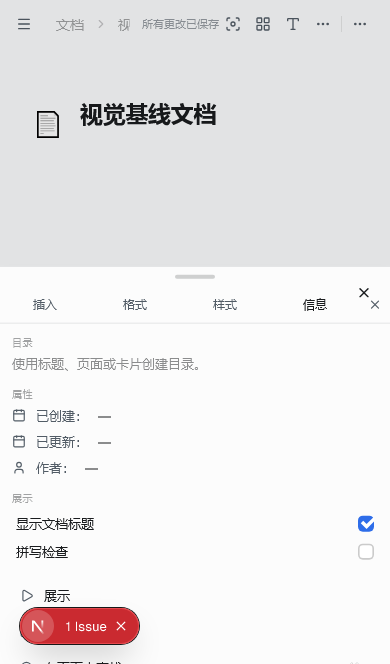 文档 视 所有更改已保存
视觉基线文档
插入 格式 样式 信息
目录
使用标题、页面或卡片创建目录。
属性
已创建： —
已更新： —
作者： —
展示
显示文档标题
拼写检查
展示
1 Issue